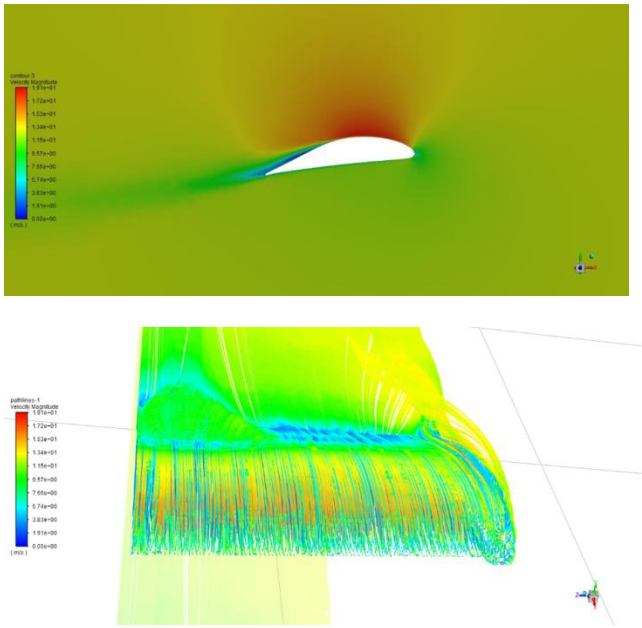 contour-3
Velocity Magnitude
1.91e+01
1.72e+01
1.53e+01
1.34e+01
1.15e+01
9.57e+00
7.66e+00
5.74e+00
3.83e+00
1.91e+00
0.00e+00
( m/s )
pathlines-1
Velocity Magnitude
1.91e+01
1.72e+01
1.53e+01
1.34e+01
1.15e+01
9.57e+00
7.66e+00
5.74e+00
3.83e+00
1.91e+00
0.00e+00
( m/s )